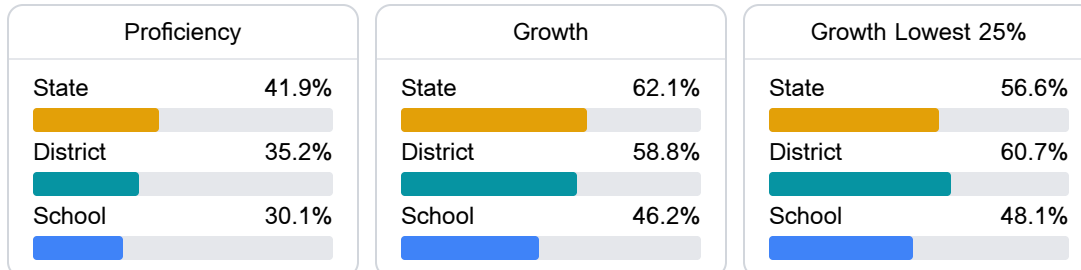 Proficiency
State 41.9%
District 35.2%
School 30.1%
Growth
State 62.1%
District 58.8%
School 46.2%
Growth Lowest 25%
State 56.6%
District 60.7%
School 48.1%